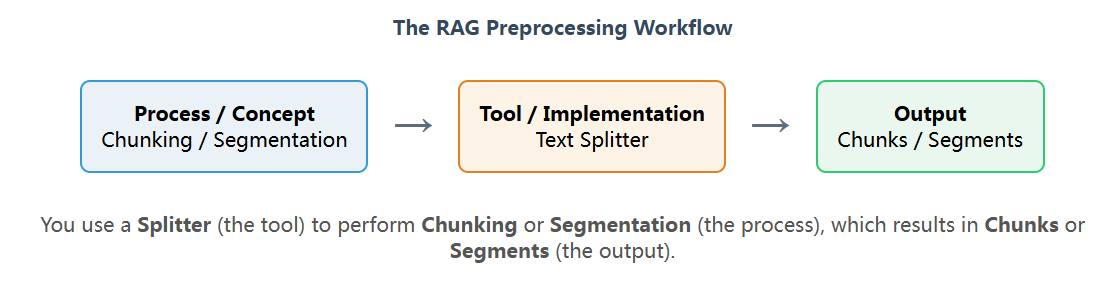 The RAG Preprocessing Workflow
Process / Concept
Chunking / Segmentation
Tool / Implementation
Text Splitter
Output
Chunks / Segments
You use a Splitter (the tool) to perform Chunking or Segmentation (the process), which results in Chunks or
Segments (the output).